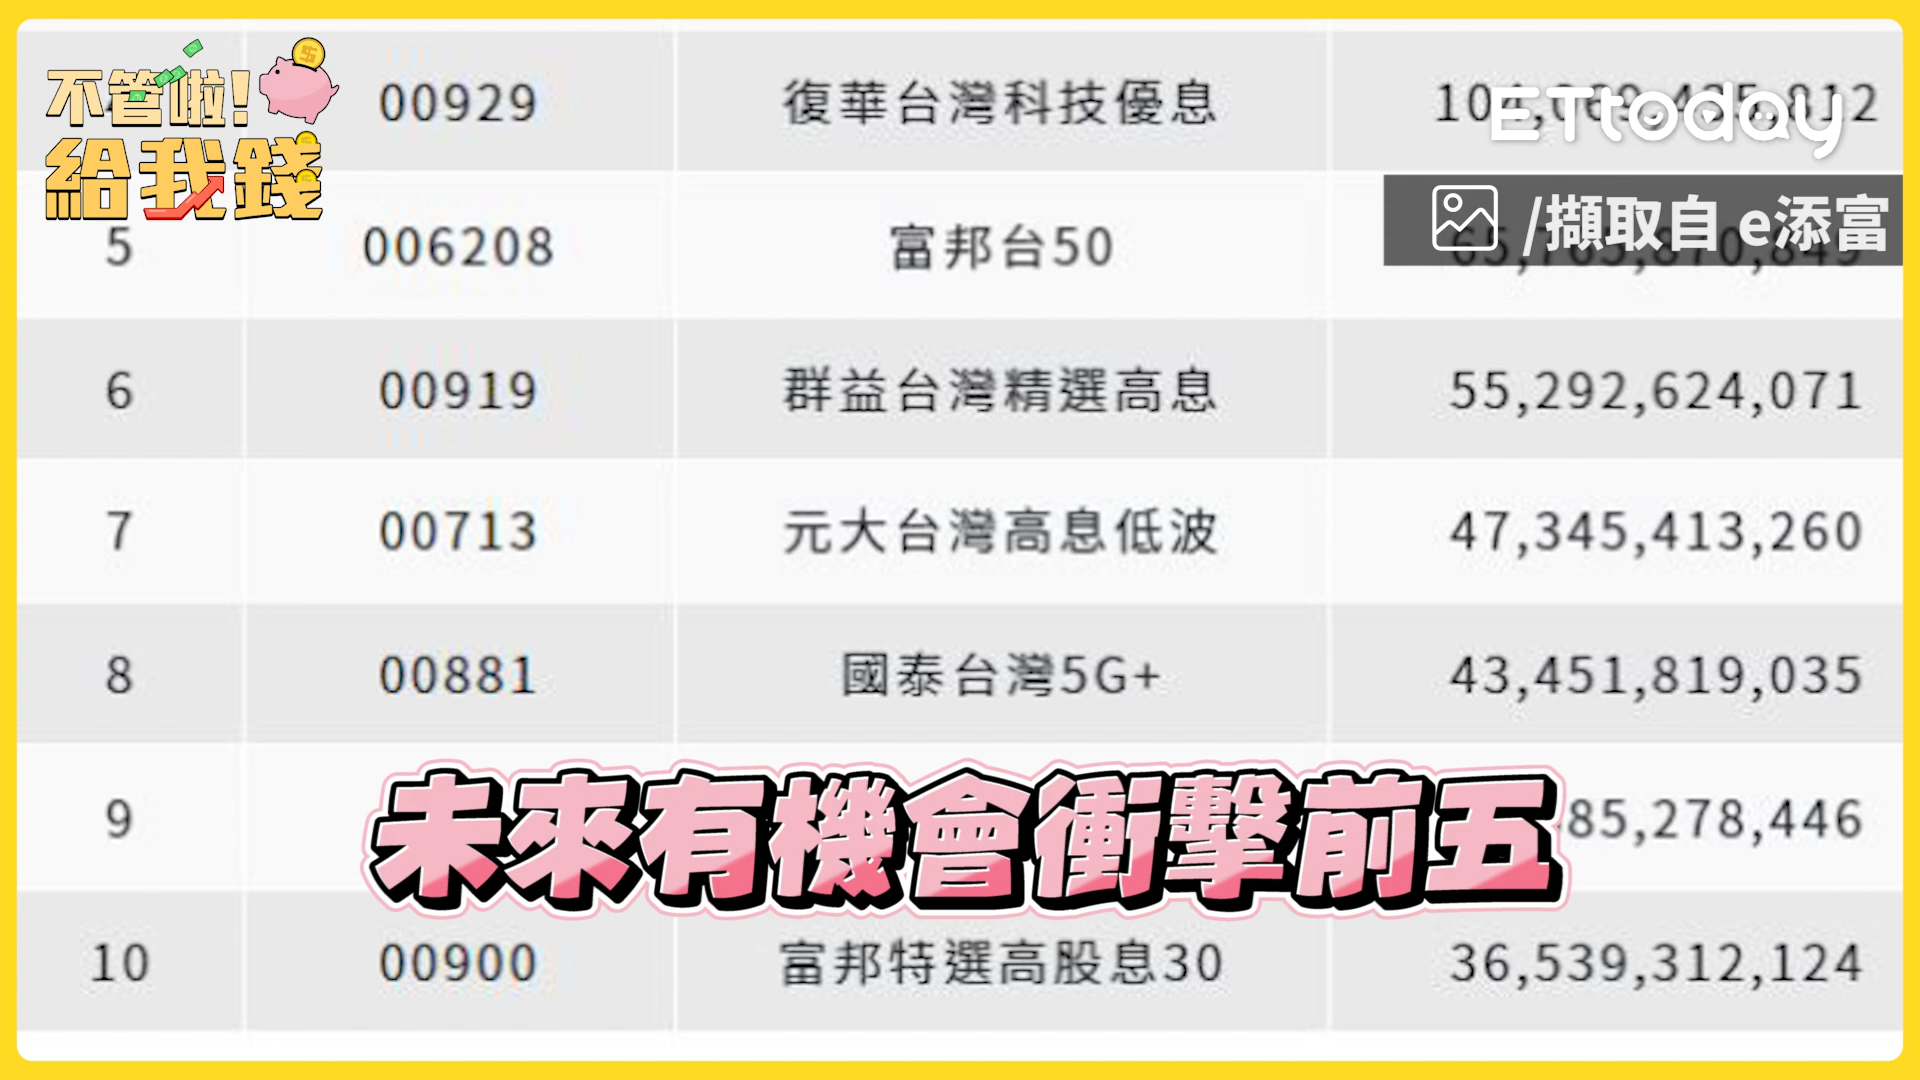 不管啦!
給我錢
ETtoday
/擷取自 e添富
00929 復華台灣科技優息
5 006208 富邦台50
6 00919 群益台灣精選高息 55,292,624,071
7 00713 元大台灣高息低波 47,345,413,260
8 00881 國泰台灣5G+ 43,451,819,035
9 85,278,446
未來有機會衝擊前五
10 00900 富邦特選高股息30 36,539,312,124